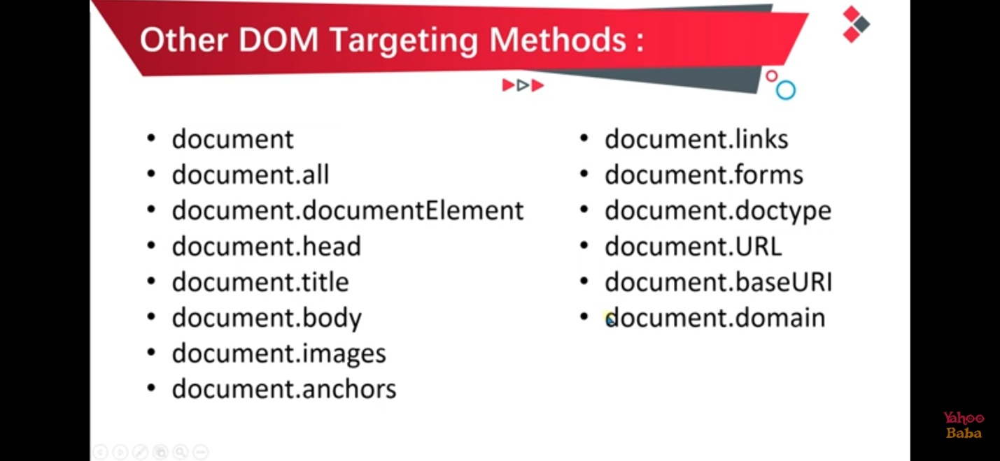 Other DOM Targeting Methods :
• document
• document.all
• document.documentElement
• document.head
• document.title
• document.body
• document.images
• document.anchors
• document.links
• document.forms
• document.doctype
• document.URL
• document.baseURI
• document.domain
Yahoo
Baba